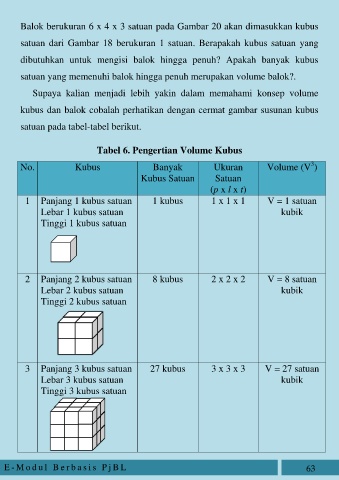 Balok berukuran 6 x 4 x 3 satuan pada Gambar 20 akan dimasukkan kubus
satuan dari Gambar 18 berukuran 1 satuan. Berapakah kubus satuan yang
dibutuhkan untuk mengisi balok hingga penuh? Apakah banyak kubus
satuan yang memenuhi balok hingga penuh merupakan volume balok?.
Supaya kalian menjadi lebih yakin dalam memahami konsep volume
kubus dan balok cobalah perhatikan dengan cermat gambar susunan kubus
satuan pada tabel-tabel berikut.
Tabel 6. Pengertian Volume Kubus
No. Kubus Banyak Kubus Satuan Ukuran Satuan (p x l x t) Volume (V³)
1 Panjang 1 kubus satuan 1 kubus 1 x 1 x 1 V = 1 satuan
Lebar 1 kubus satuan kubik
Tinggi 1 kubus satuan
2 Panjang 2 kubus satuan 8 kubus 2 x 2 x 2 V = 8 satuan
Lebar 2 kubus satuan kubik
Tinggi 2 kubus satuan
3 Panjang 3 kubus satuan 27 kubus 3 x 3 x 3 V = 27 satuan
Lebar 3 kubus satuan kubik
Tinggi 3 kubus satuan
E-Modul Berbasis PjBL 63